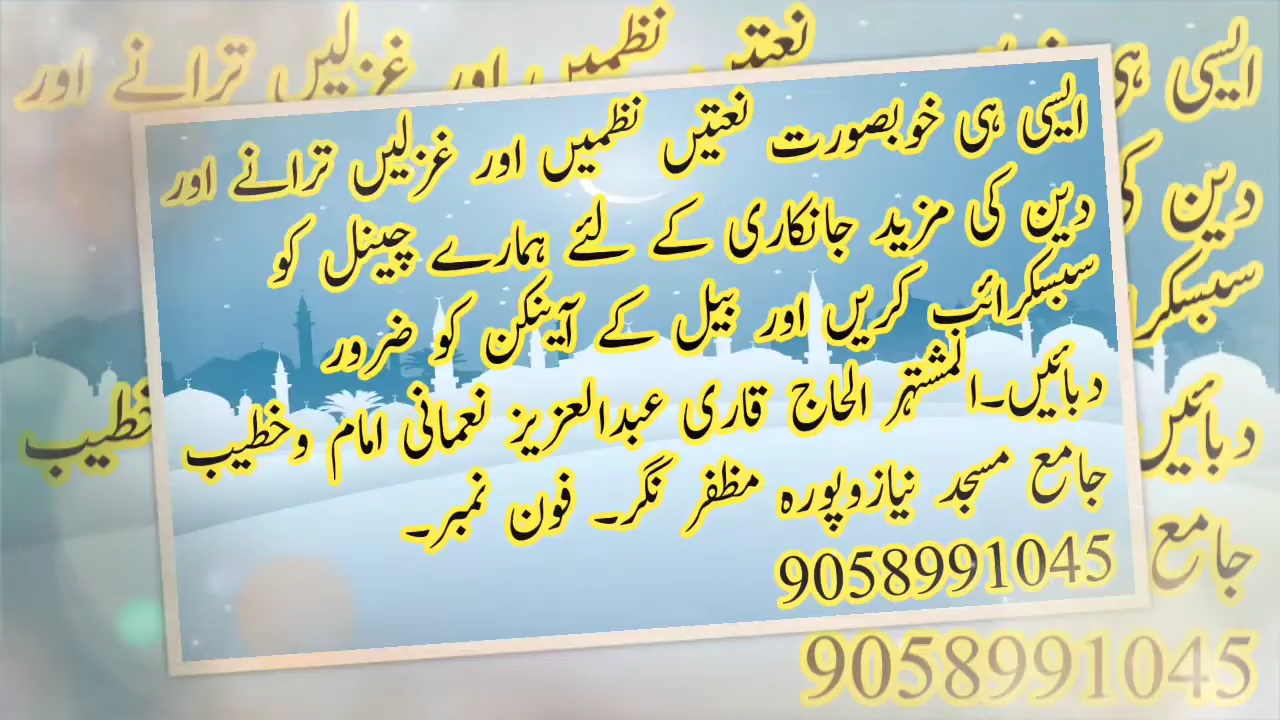 ایسی ہی خوبصورت نعتیں نظمیں اور غزلیں ترانے اور
دین کی مزید جانکاری کے لئے ہمارے چینل کو
سبسکرائب کریں اور بیل کے آینکن کو ضرور
دبائیں۔المشتہر الحاج قاری عبدالعزیز نعمانی امام وخطیب
جامع مسجد نیازوپورہ مظفر نگر۔ فون نمبر۔
9058991045